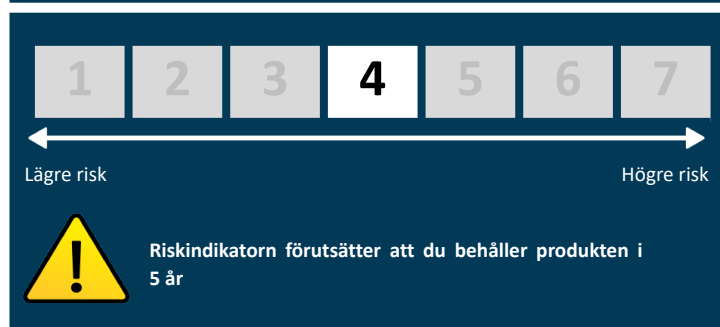 1 2 3 4 5 6 7
Lägre risk Högre risk
!
Riskindikatorn förutsätter att du behåller produkten i
5 år